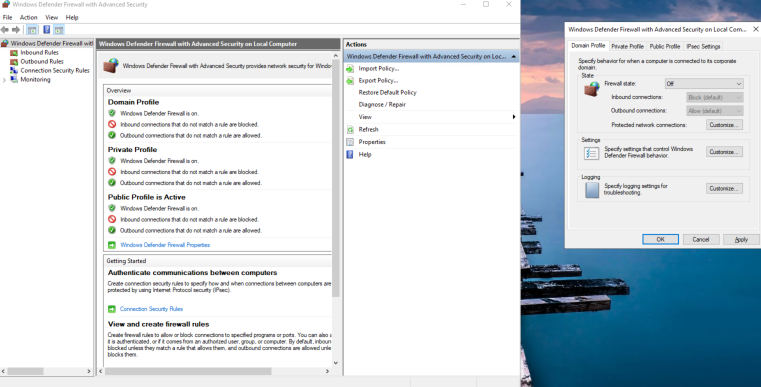 Windows Defender Firewall with Advanced Security
File Action View Help
Windows Defender Firewall witl
Inbound Rules
Outbound Rules
Connection Security Rules
Monitoring
Windows Defender Firewall with Advanced Security on Local Computer
Windows Defender Firewall with Advanced Security provides network security for Window
Overview
Domain Profile
Windows Defender Firewall is on.
Inbound connections that do not match a rule are blocked.
Outbound connections that do not match a rule are allowed.
Private Profile
Windows Defender Firewall is on.
Inbound connections that do not match a rule are blocked.
Outbound connections that do not match a rule are allowed.
Public Profile is Active
Windows Defender Firewall is on.
Inbound connections that do not match a rule are blocked.
Outbound connections that do not match a rule are allowed.
Windows Defender Firewall Properties
Getting Started
Authenticate communications between computers
Create connection security rules to specify how and when connections between computers are
protected by using Internet Protocol security (IPsec).
Connection Security Rules
View and create firewall rules
Create firewall rules to allow or block connections to specified programs or ports. You can also a
it is authenticated, or if it comes from an authorized user, group, or computer. By default, inboun
blocked unless they match a rule that allows them, and outbound connections are allowed unle
blocks them.
Actions
Windows Defender Firewall with Advanced Security on Loc...
Import Policy...
Export Policy...
Restore Default Policy
Diagnose / Repair
View
Refresh
Properties
Help
Windows Defender Firewall with Advanced Security on Local Com...
Domain Profile Private Profile Public Profile IPsec Settings
Specify behavior for when a computer is connected to its corporate
domain.
State
Firewall state: Off
Inbound connections: Block (default)
Outbound connections: Allow (default)
Protected network connections: Customize...
Settings
Specify settings that control Windows
Defender Firewall behavior.
Customize...
Logging
Specify logging settings for
troubleshooting.
Customize...
OK Cancel Apply